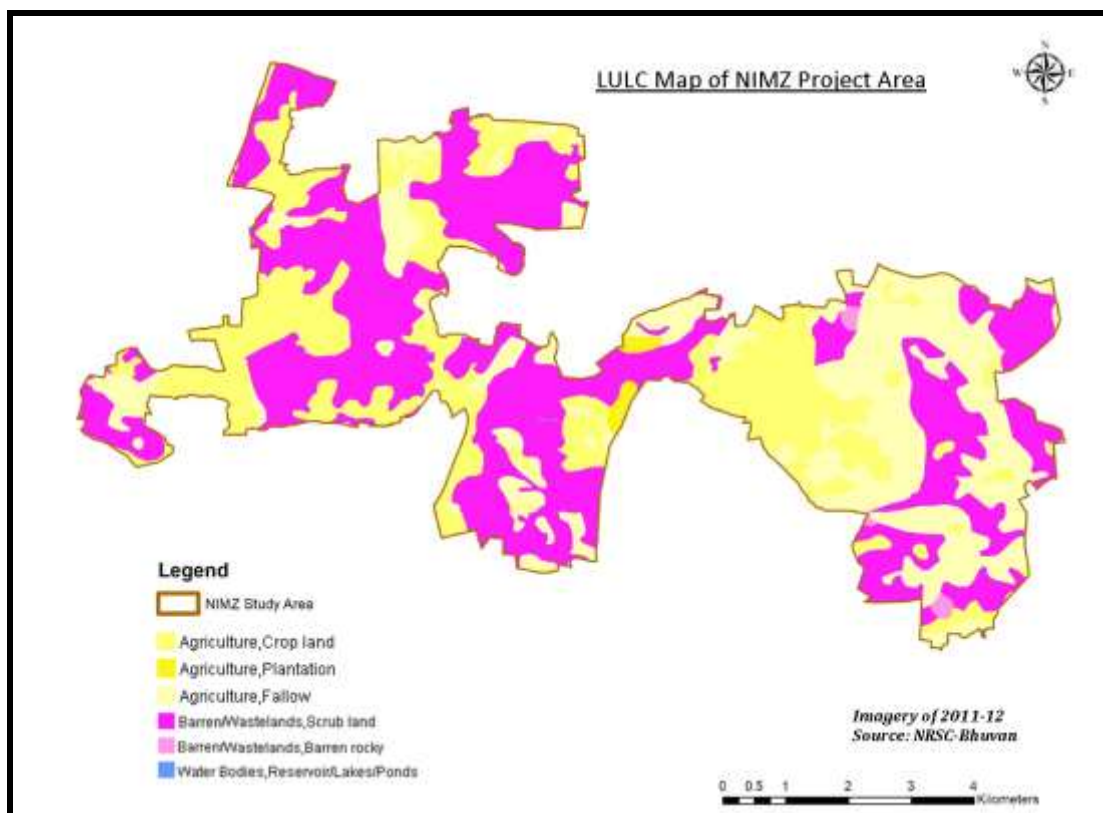 LULC Map of NIMZ Project Area
N
W E
S
Legend
NIMZ Study Area
Agriculture,Crop land
Agriculture,Plantation
Agriculture,Fallow
Barren/Wastelands,Scrub land
Barren/Wastelands,Barren rocky
Water Bodies,Reservoir/Lakes/Ponds
Imagery of 2011-12
Source: NRSC-Bhuvan
0 0.5 1 2 3 4
Kilometers